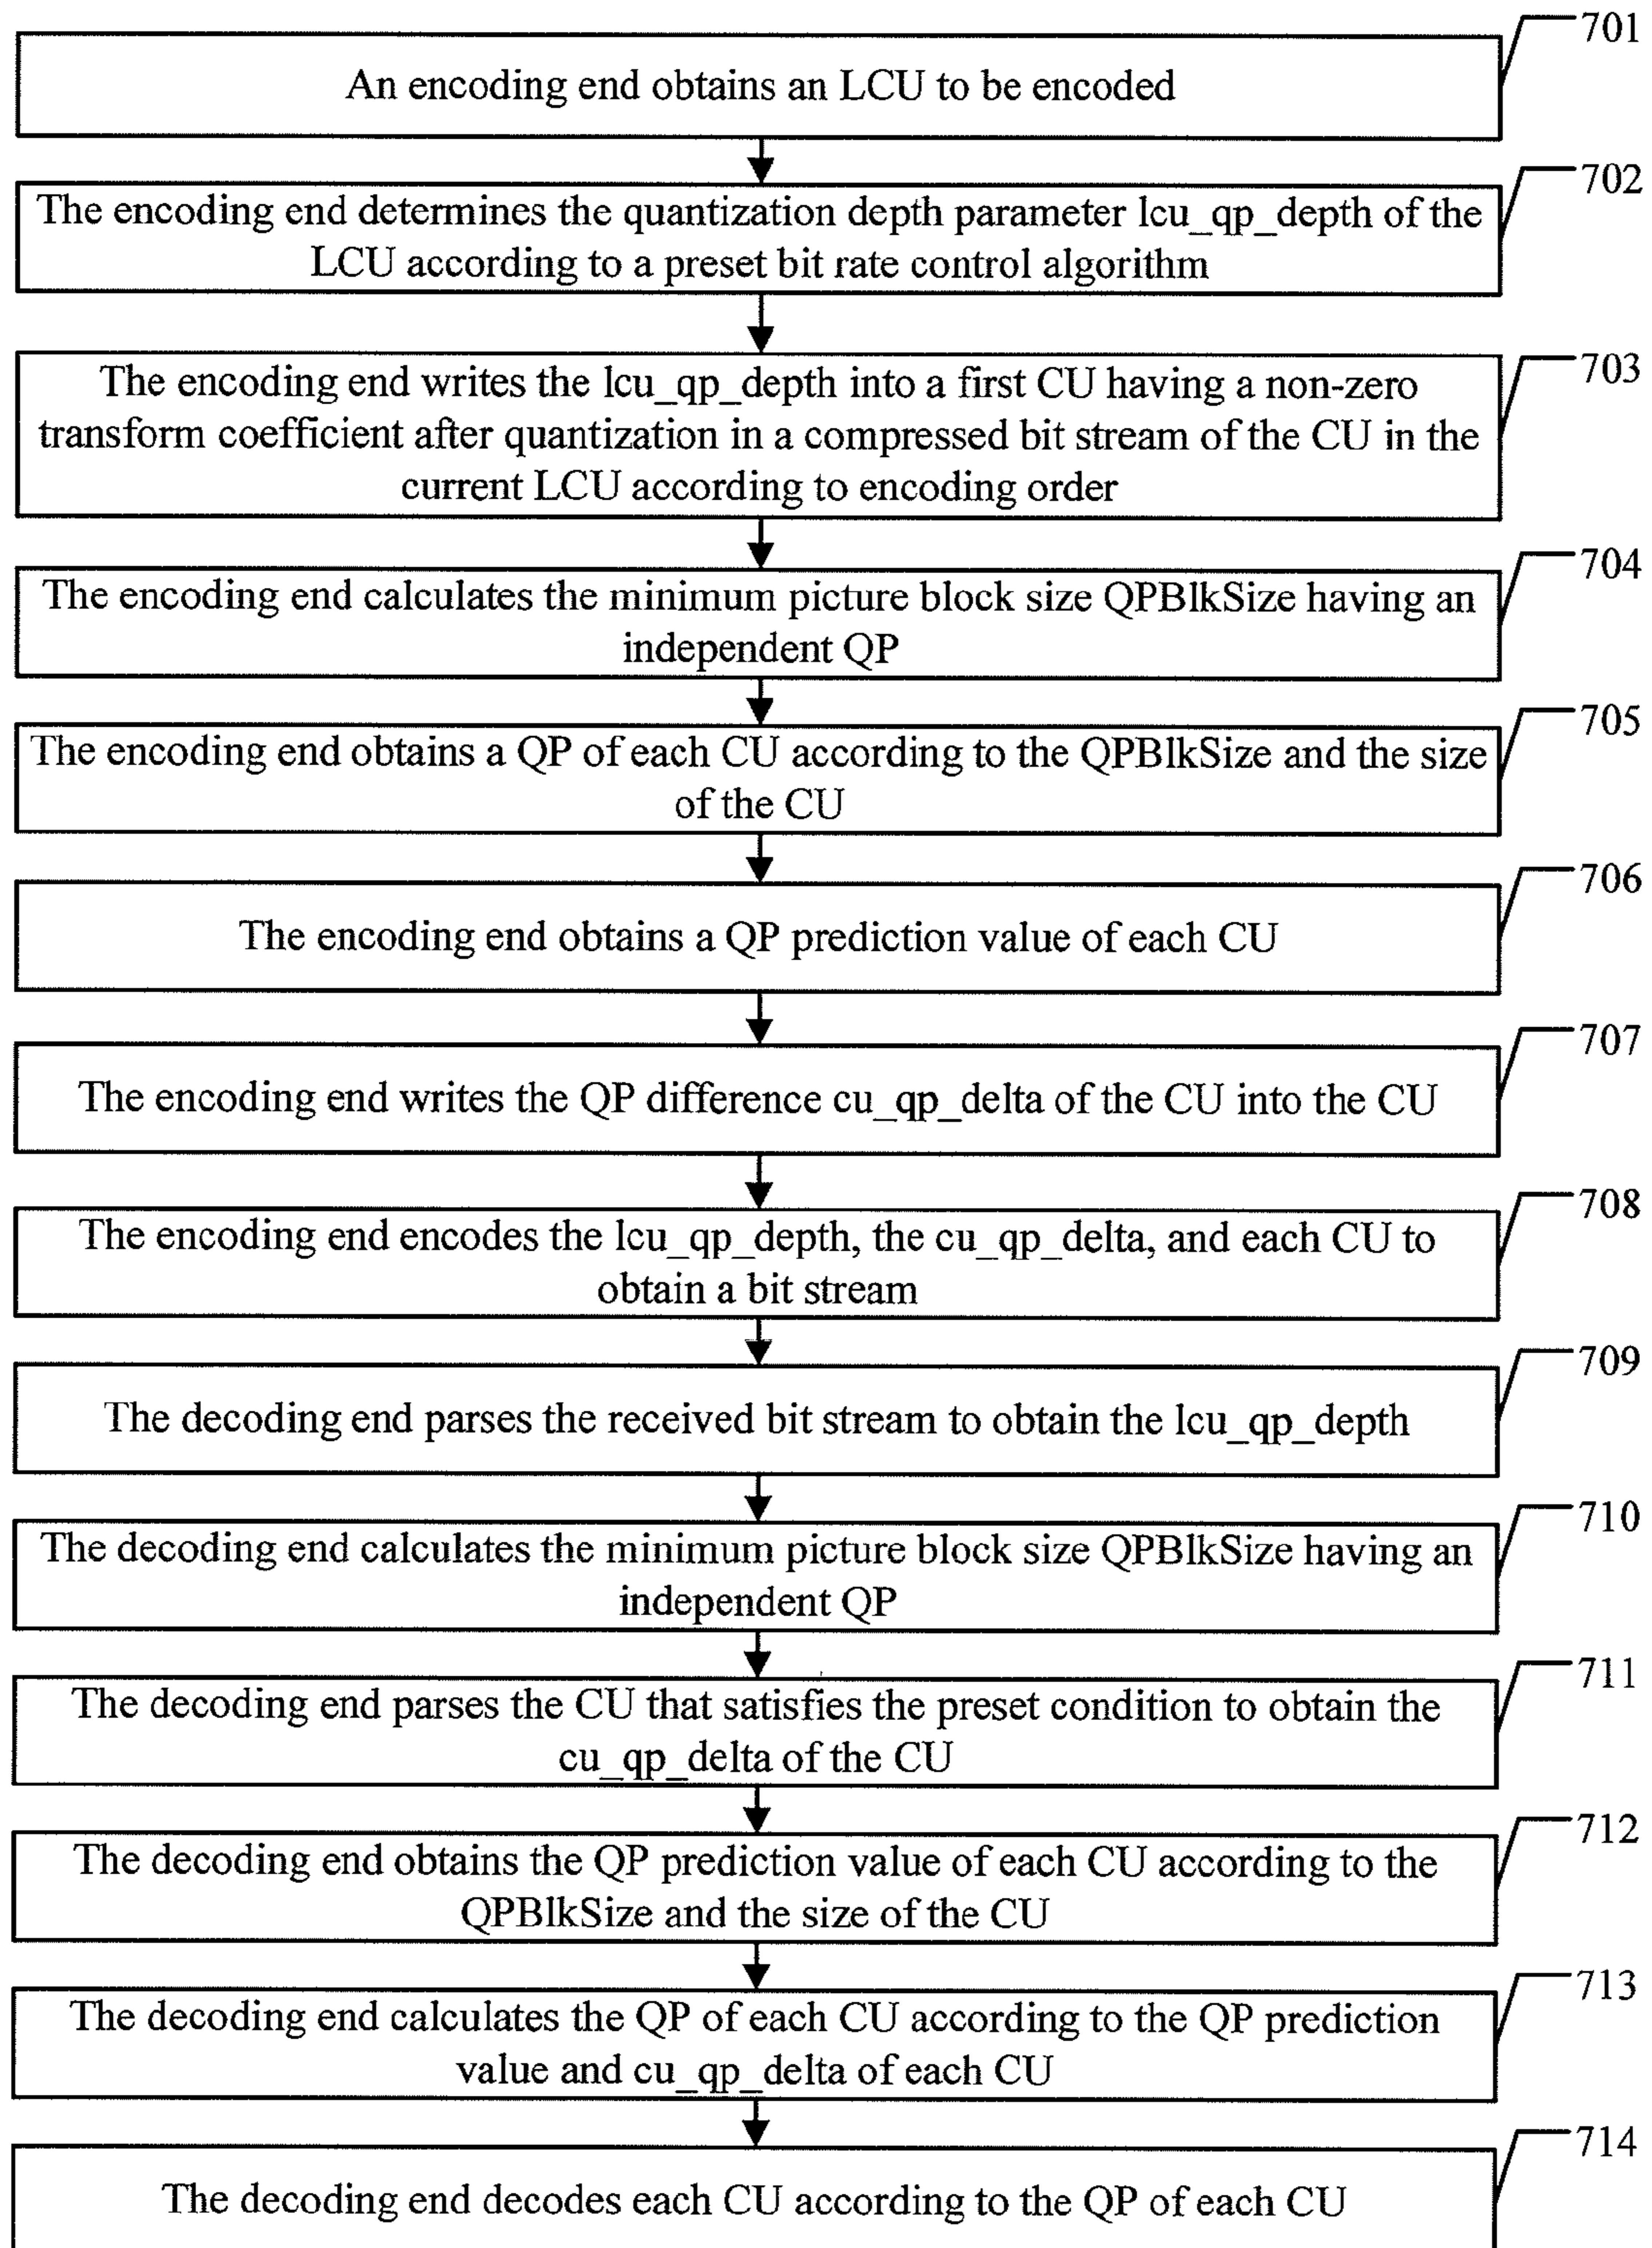 701
An encoding end obtains an LCU to be encoded
702
The encoding end determines the quantization depth parameter lcu_qp_depth of the
LCU according to a preset bit rate control algorithm
703
The encoding end writes the lcu_qp_depth into a first CU having a non-zero
transform coefficient after quantization in a compressed bit stream of the CU in the
current LCU according to encoding order
704
The encoding end calculates the minimum picture block size QPBlkSize having an
independent QP
705
The encoding end obtains a QP of each CU according to the QPBlkSize and the size
of the CU
706
The encoding end obtains a QP prediction value of each CU
707
The encoding end writes the QP difference cu_qp_delta of the CU into the CU
708
The encoding end encodes the lcu_qp_depth, the cu_qp_delta, and each CU to
obtain a bit stream
709
The decoding end parses the received bit stream to obtain the lcu_qp_depth
710
The decoding end calculates the minimum picture block size QPBlkSize having an
independent QP
711
The decoding end parses the CU that satisfies the preset condition to obtain the
cu_qp_delta of the CU
712
The decoding end obtains the QP prediction value of each CU according to the
QPBlkSize and the size of the CU
713
The decoding end calculates the QP of each CU according to the QP prediction
value and cu_qp_delta of each CU
714
The decoding end decodes each CU according to the QP of each CU